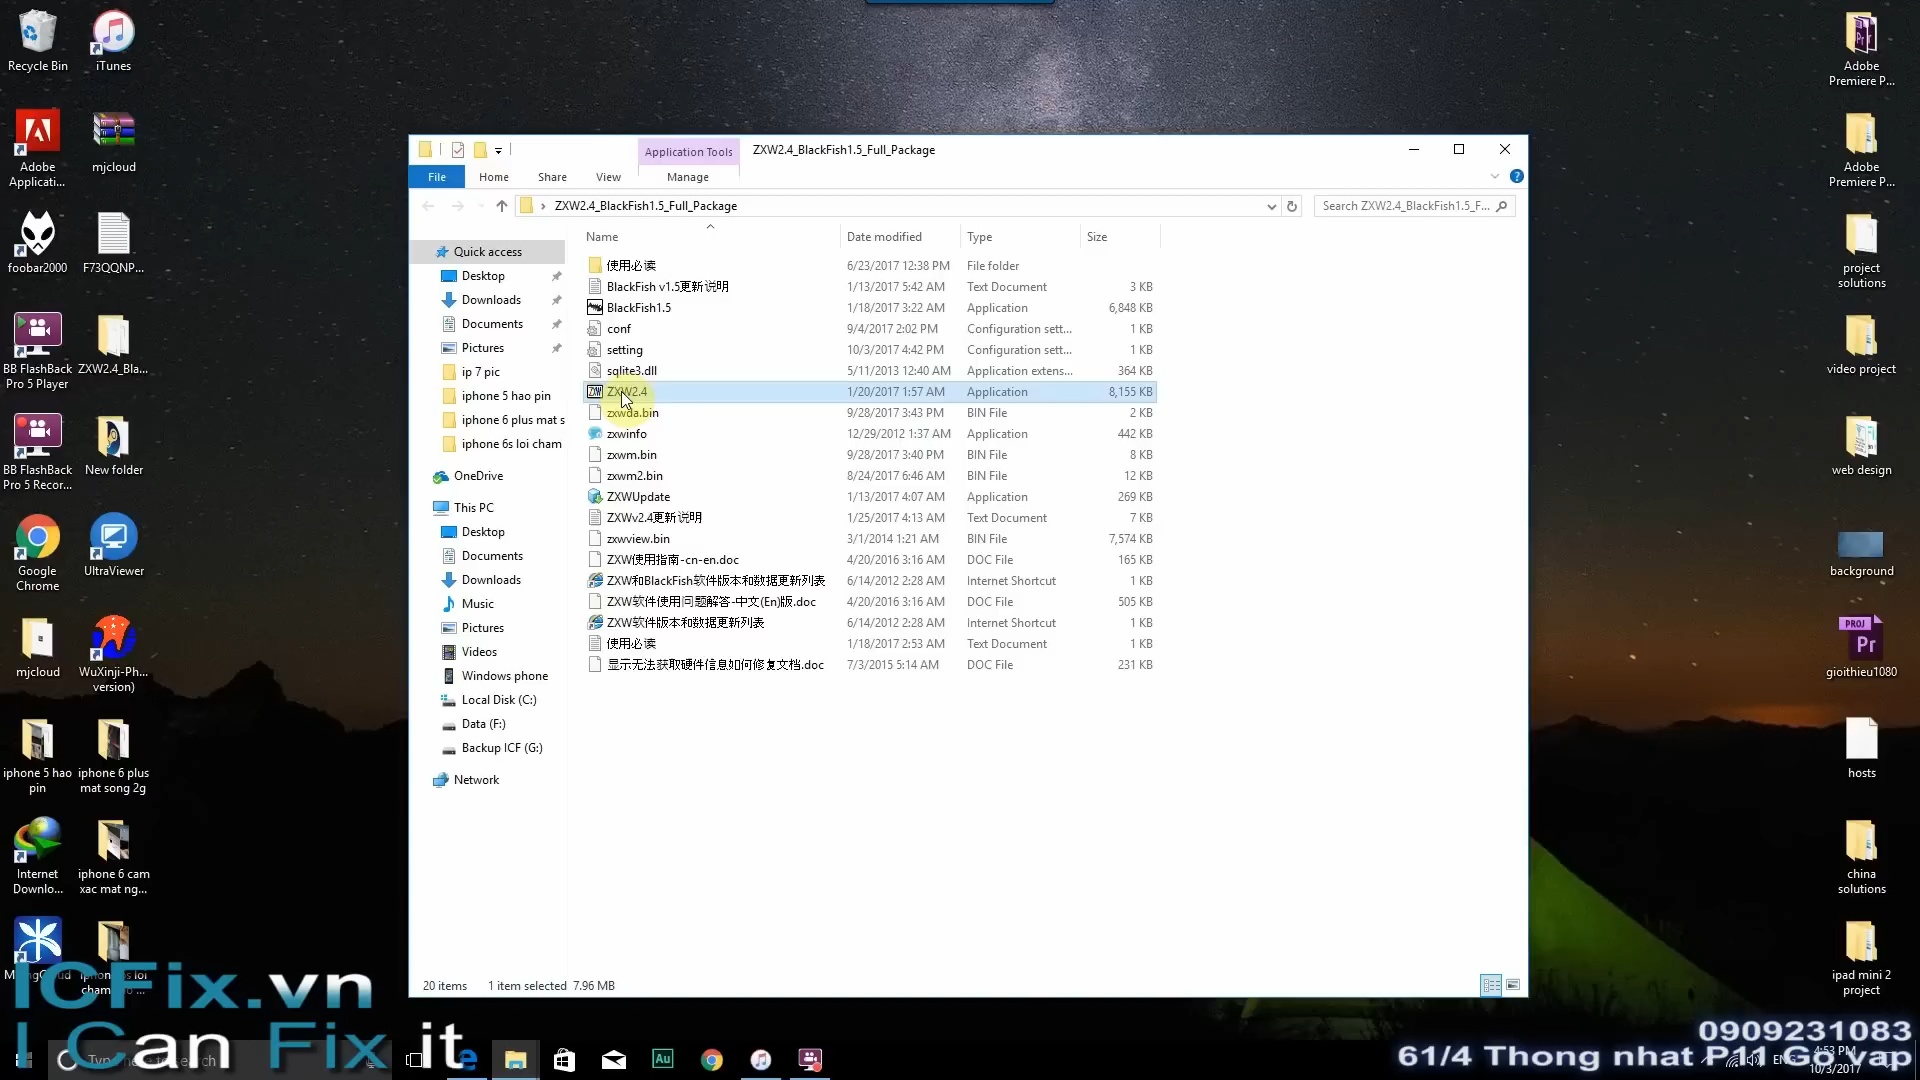 Recycle Bin
iTunes
Adobe Applicati...
mjcloud
foobar2000
F73QQNP...
BB FlashBack Pro 5 Player
ZXW2.4_Bla...
BB FlashBack Pro 5 Recor...
New folder
Google Chrome
UltraViewer
mjcloud
WuXinji-Ph... version)
iphone 5 hao pin
iphone 6 plus mat song 2g
Internet Downlo...
iphone 6 cam xac mat ng...
Application Tools
ZXW2.4_BlackFish1.5_Full_Package
File
Home
Share
View
Manage
ZXW2.4_BlackFish1.5_Full_Package
Search ZXW2.4_BlackFish1.5_F...
Quick access
Desktop
Downloads
Documents
Pictures
ip 7 pic
iphone 5 hao pin
iphone 6 plus mat s
iphone 6s loi cham
OneDrive
This PC
Desktop
Documents
Downloads
Music
Pictures
Videos
Windows phone
Local Disk (C:)
Data (F:)
Backup ICF (G:)
Network
Name Date modified Type Size
使用必读 6/23/2017 12:38 PM File folder
BlackFish v1.5更新说明 1/13/2017 5:42 AM Text Document 3 KB
BlackFish1.5 1/18/2017 3:22 AM Application 6,848 KB
conf 9/4/2017 2:02 PM Configuration sett... 1 KB
setting 10/3/2017 4:42 PM Configuration sett... 1 KB
sqlite3.dll 5/11/2013 12:40 AM Application extens... 364 KB
ZXW2.4 1/20/2017 1:57 AM Application 8,155 KB
zxwda.bin 9/28/2017 3:43 PM BIN File 2 KB
zxwinfo 12/29/2012 1:37 AM Application 442 KB
zxwm.bin 9/28/2017 3:40 PM BIN File 8 KB
zxwm2.bin 8/24/2017 6:46 AM BIN File 12 KB
ZXWUpdate 1/13/2017 4:07 AM Application 269 KB
ZXWv2.4更新说明 1/25/2017 4:13 AM Text Document 7 KB
zxwview.bin 3/1/2014 1:21 AM BIN File 7,574 KB
ZXW使用指南-cn-en.doc 4/20/2016 3:16 AM DOC File 165 KB
ZXW和BlackFish软件版本和数据更新列表 6/14/2012 2:28 AM Internet Shortcut 1 KB
ZXW软件使用问题解答-中文(En)版.doc 4/20/2016 3:16 AM DOC File 505 KB
ZXW软件版本和数据更新列表 6/14/2012 2:28 AM Internet Shortcut 1 KB
使用必读 1/18/2017 2:53 AM Text Document 1 KB
显示无法获取硬件信息如何修复文档.doc 7/3/2015 5:14 AM DOC File 231 KB
20 items 1 item selected 7.96 MB
Adobe Premiere P...
Adobe Premiere P...
project solutions
video project
web design
background
PROJ
Pr
gioithieu1080
hosts
china solutions
ipad mini 2 project
ICFix.vn
I Can Fix it
Au
0909231083
61/4 Thong nhat P11 Go vap
4:53 PM
10/3/2017